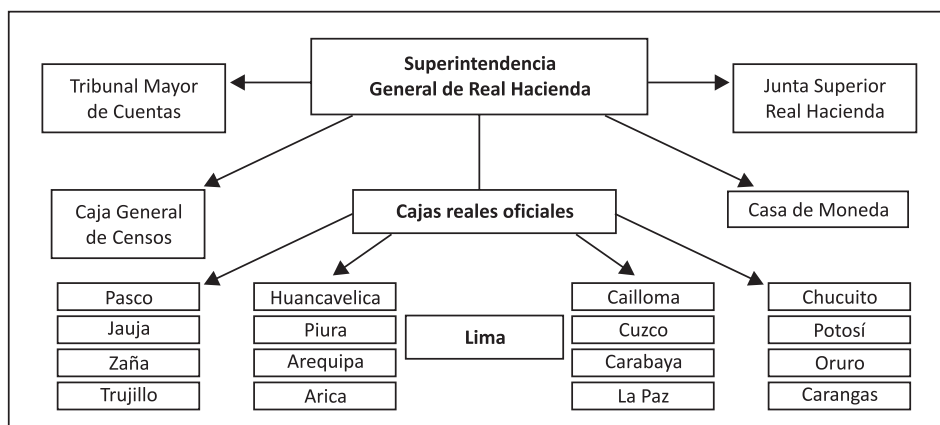 Superintendencia
General de Real Hacienda
Tribunal Mayor
de Cuentas
Junta Superior
Real Hacienda
Caja General
de Censos
Cajas reales oficiales
Casa de Moneda
Pasco
Jauja
Zaña
Trujillo
Huancavelica
Piura
Arequipa
Arica
Lima
Cailloma
Cuzco
Carabaya
La Paz
Chucuito
Potosí
Oruro
Carangas